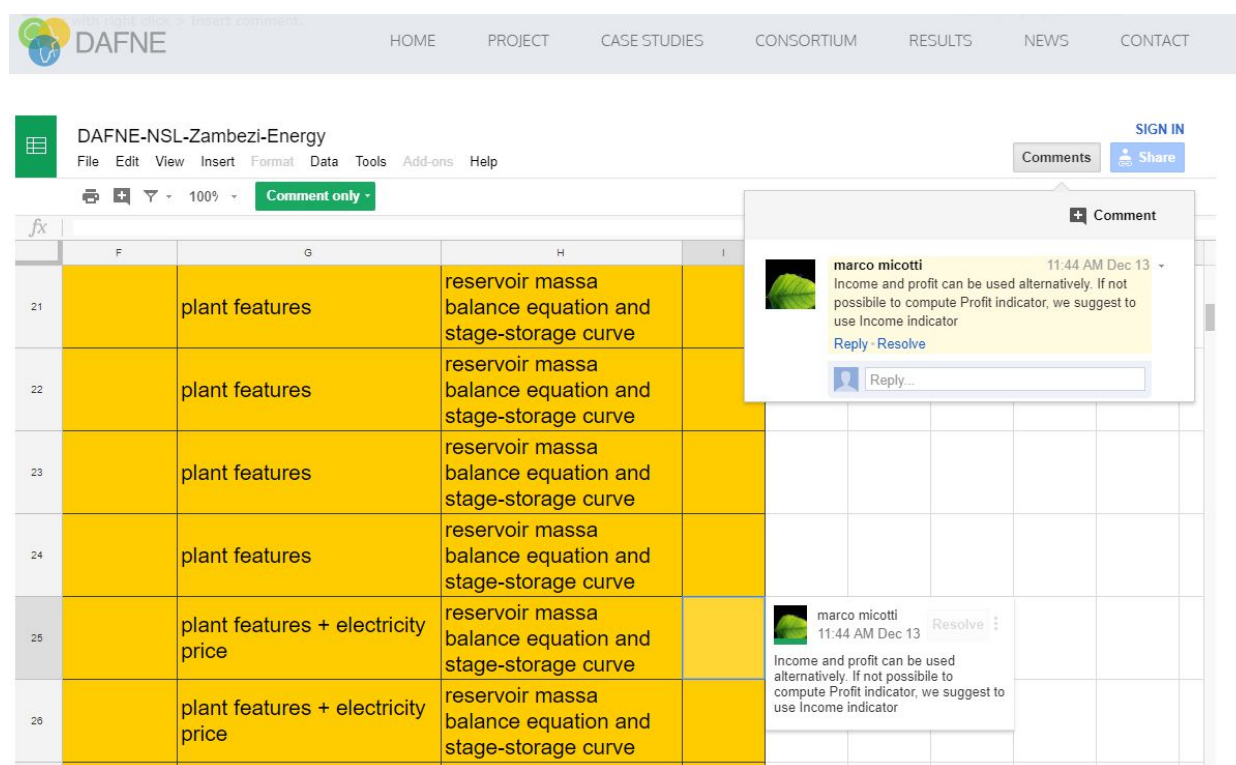 with right click > Insert comment.
DAFNE HOME PROJECT CASE STUDIES CONSORTIUM RESULTS NEWS CONTACT
DAFNE-NSL-Zambezi-Energy
SIGN IN
File Edit View Insert Format Data Tools Add-ons Help
Comments Share
100% Comment only
Comment
fx
F G H I
marco micotti 11:44 AM Dec 13
Income and profit can be used alternatively. If not
possibile to compute Profit indicator, we suggest to
use Income indicator
Reply Resolve
Reply...
21 plant features
reservoir massa
balance equation and
stage-storage curve
22 plant features
reservoir massa
balance equation and
stage-storage curve
23 plant features
reservoir massa
balance equation and
stage-storage curve
24 plant features
reservoir massa
balance equation and
stage-storage curve
25 plant features + electricity
price
reservoir massa
balance equation and
stage-storage curve
marco micotti
11:44 AM Dec 13
Resolve
Income and profit can be used
alternatively. If not possibile to
compute Profit indicator, we suggest to
use Income indicator
26 plant features + electricity
price
reservoir massa
balance equation and
stage-storage curve